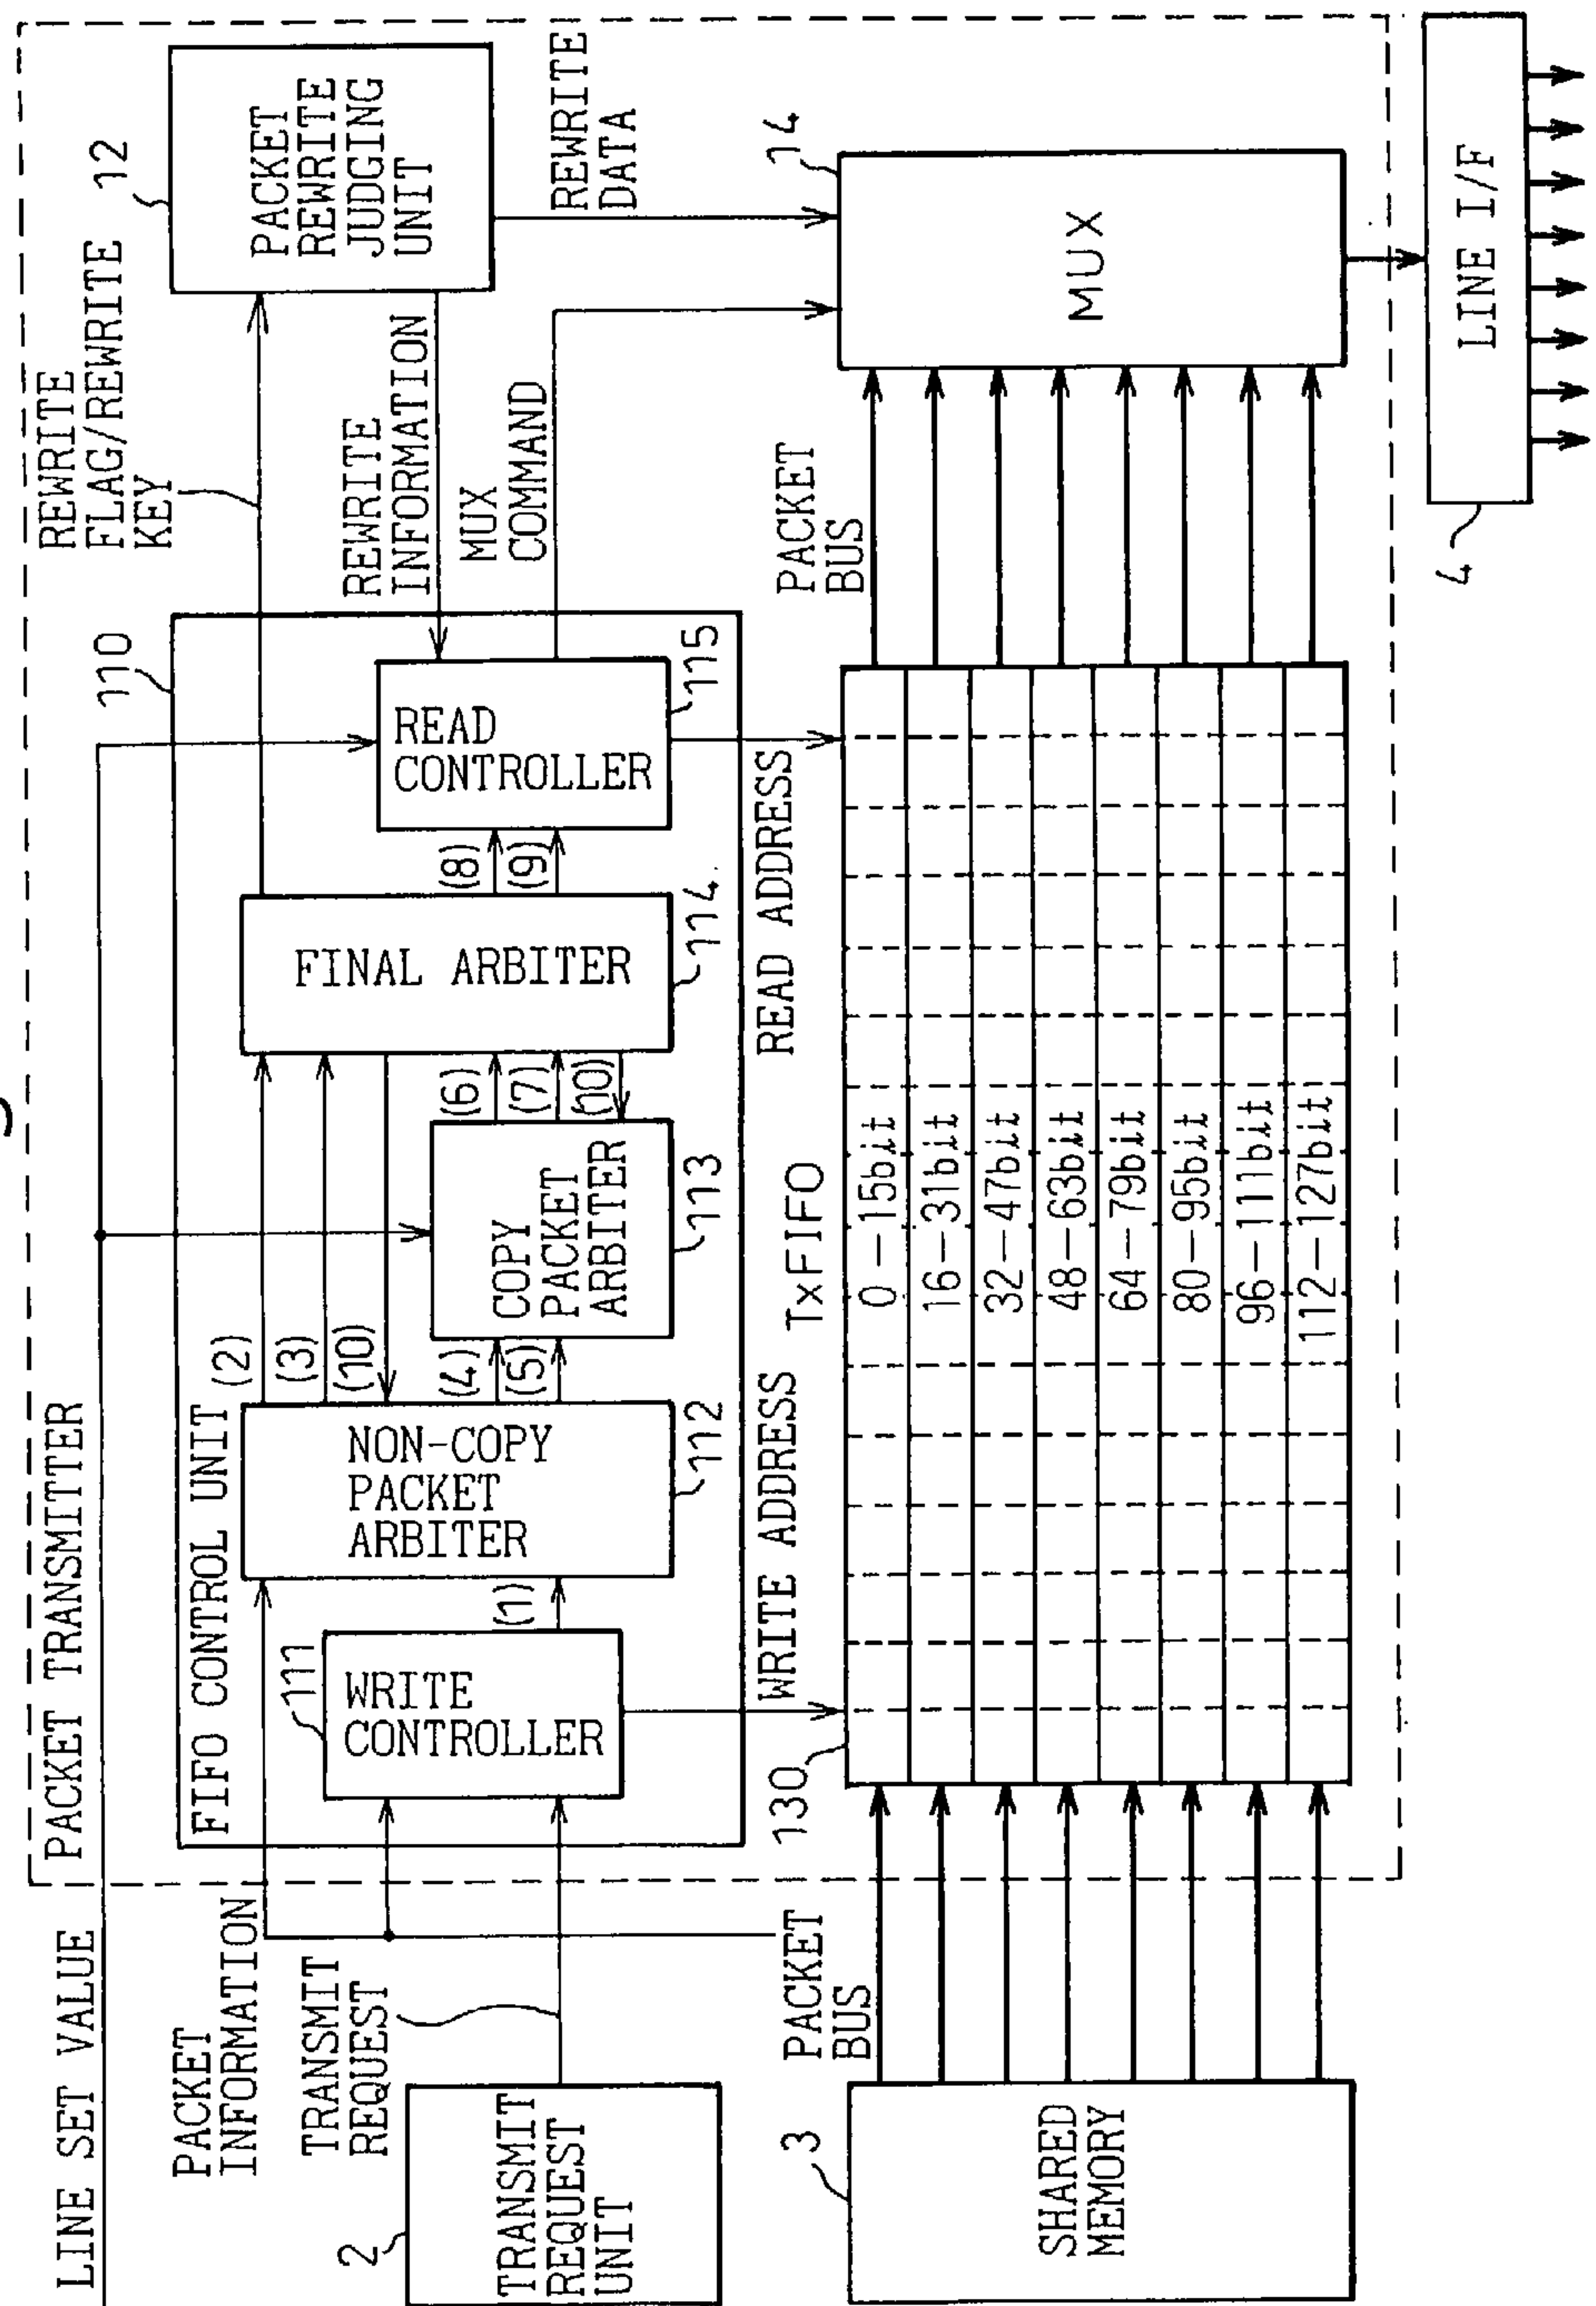 LINE SET VALUE
PACKET TRANSMITTER
PACKET
INFORMATION
TRANSMIT
REQUEST
2
TRANSMIT
REQUEST
UNIT
FIFO CONTROL UNIT
110
111
WRITE
CONTROLLER
(1)
NON-COPY
PACKET
ARBITER
112
(2)
(3)
(10)
(4)
(5)
COPY
PACKET
ARBITER
113
(6)
(7)
(10)
FINAL ARBITER
114
(8)
(9)
READ
CONTROLLER
115
REWRITE
FLAG/REWRITE
KEY
REWRITE
INFORMATION
MUX
COMMAND
12
PACKET
REWRITE
JUDGING
UNIT
REWRITE
DATA
3
SHARED
MEMORY
PACKET
BUS
130
WRITE ADDRESS
TxFIFO
READ ADDRESS
0-15bit
16-31bit
32-47bit
48-63bit
64-79bit
80-95bit
96-111bit
112-127bit
PACKET
BUS
14
MUX
4
LINE I/F